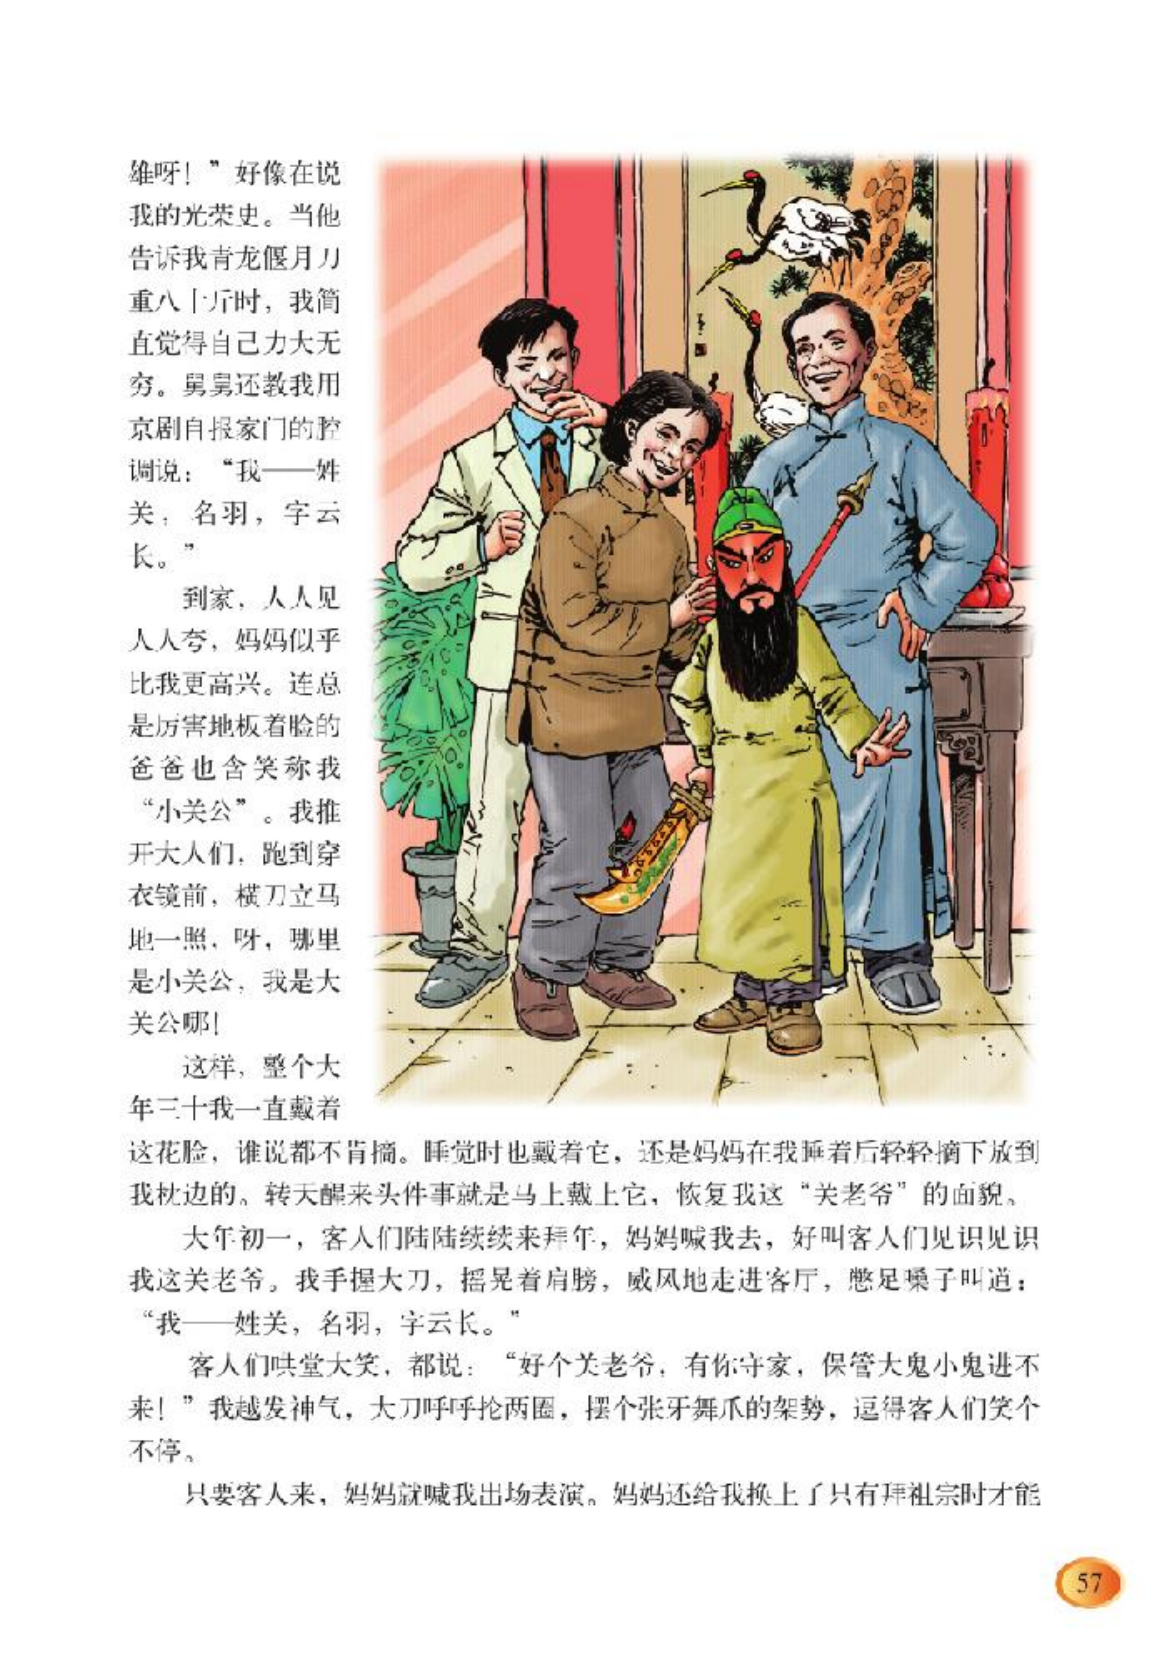 雄呀！”好像在说
我的光荣史。当他
告诉我青龙偃月刀
重八十斤时，我简
直觉得自己力大无
穷。舅舅还教我用
京剧自报家门的腔
调说：“我——姓
关，名羽，字云
长。”
到家，人人见
人人夸，妈妈似乎
比我更高兴。连总
是厉害地板着脸的
爸爸也含笑称我
“小关公”。我推
开大人们，跑到穿
衣镜前，横刀立马
地一照，呀，哪里
是小关公，我是大
关公哪！
这样，整个大
年三十我一直戴着
这花脸，谁说都不肯摘。睡觉时也戴着它，还是妈妈在我睡着后轻轻摘下放到
我枕边的。转天醒来头件事就是马上戴上它，恢复我这“关老爷”的面貌。
大年初一，客人们陆陆续续来拜年，妈妈喊我去，好叫客人们见识见识
我这关老爷。我手握大刀，摇晃着肩膀，威风地走进客厅，憋足嗓子叫道：
“我——姓关，名羽，字云长。”
客人们哄堂大笑，都说：“好个关老爷，有你守家，保管大鬼小鬼进不
来！”我越发神气，大刀呼呼抡两圈，摆个张牙舞爪的架势，逗得客人们笑个
不停。
只要客人来，妈妈就喊我出场表演。妈妈还给我换上了只有拜祖宗时才能
57